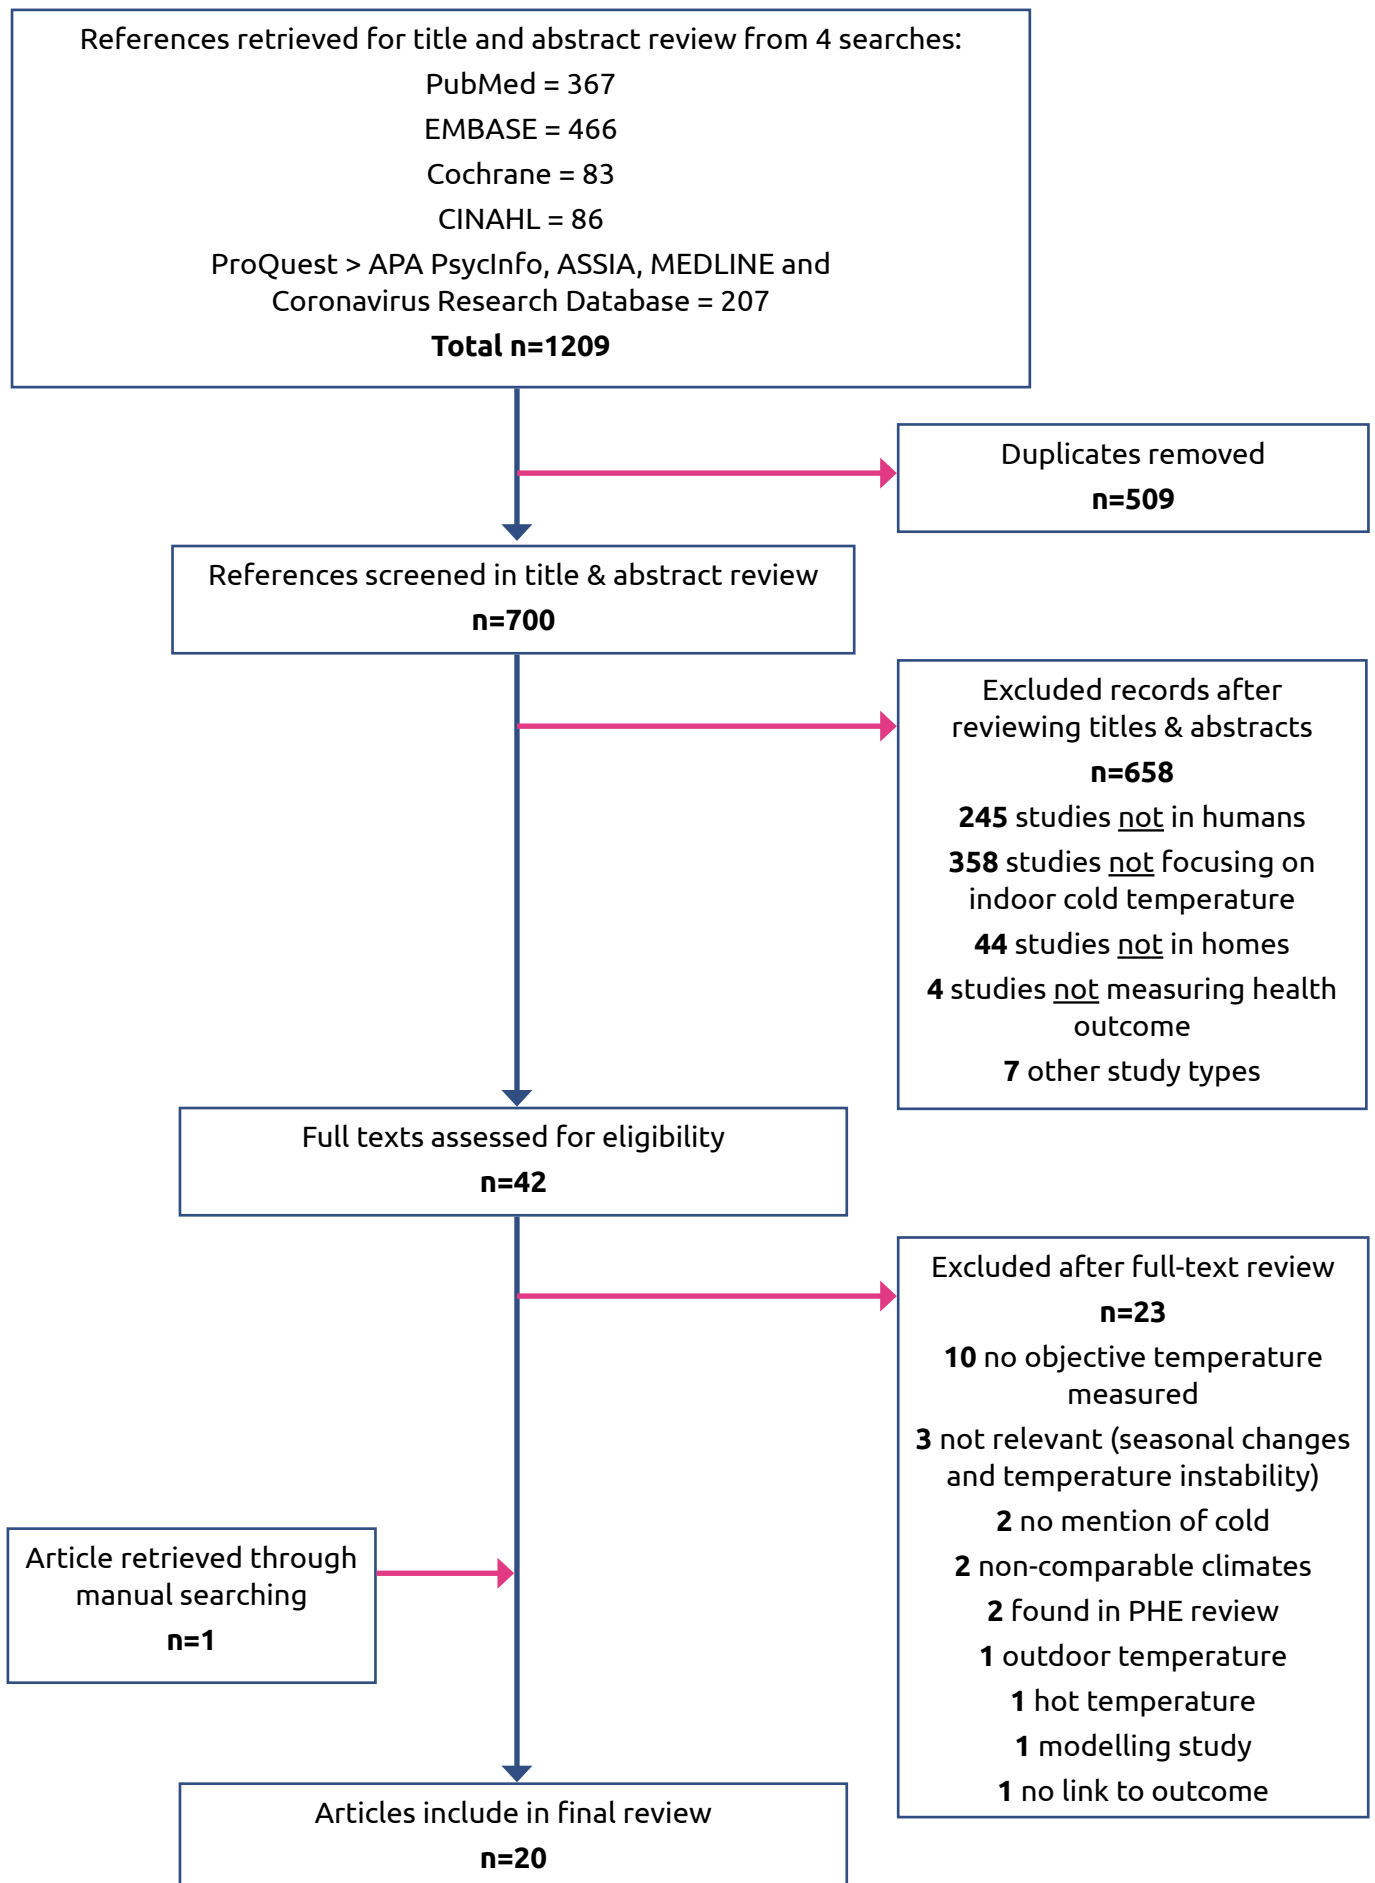 References retrieved for title and abstract review from 4 searches:
PubMed = 367
EMBASE = 466
Cochrane = 83
CINAHL = 86
ProQuest > APA PsycInfo, ASSIA, MEDLINE and
Coronavirus Research Database = 207
Total n=1209
Duplicates removed
n=509
References screened in title & abstract review
n=700
Excluded records after
reviewing titles & abstracts
n=658
245 studies not in humans
358 studies not focusing on
indoor cold temperature
44 studies not in homes
4 studies not measuring health
outcome
7 other study types
Full texts assessed for eligibility
n=42
Excluded after full-text review
n=23
10 no objective temperature
measured
3 not relevant (seasonal changes
and temperature instability)
2 no mention of cold
2 non-comparable climates
2 found in PHE review
1 outdoor temperature
1 hot temperature
1 modelling study
1 no link to outcome
Article retrieved through
manual searching
n=1
Articles include in final review
n=20